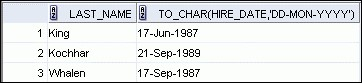 LAST_NAME TO_CHAR(HIRE_DATE,'DD-MON-YYYY')
1 King 17-Jun-1987
2 Kochhar 21-Sep-1989
3 Whalen 17-Sep-1987